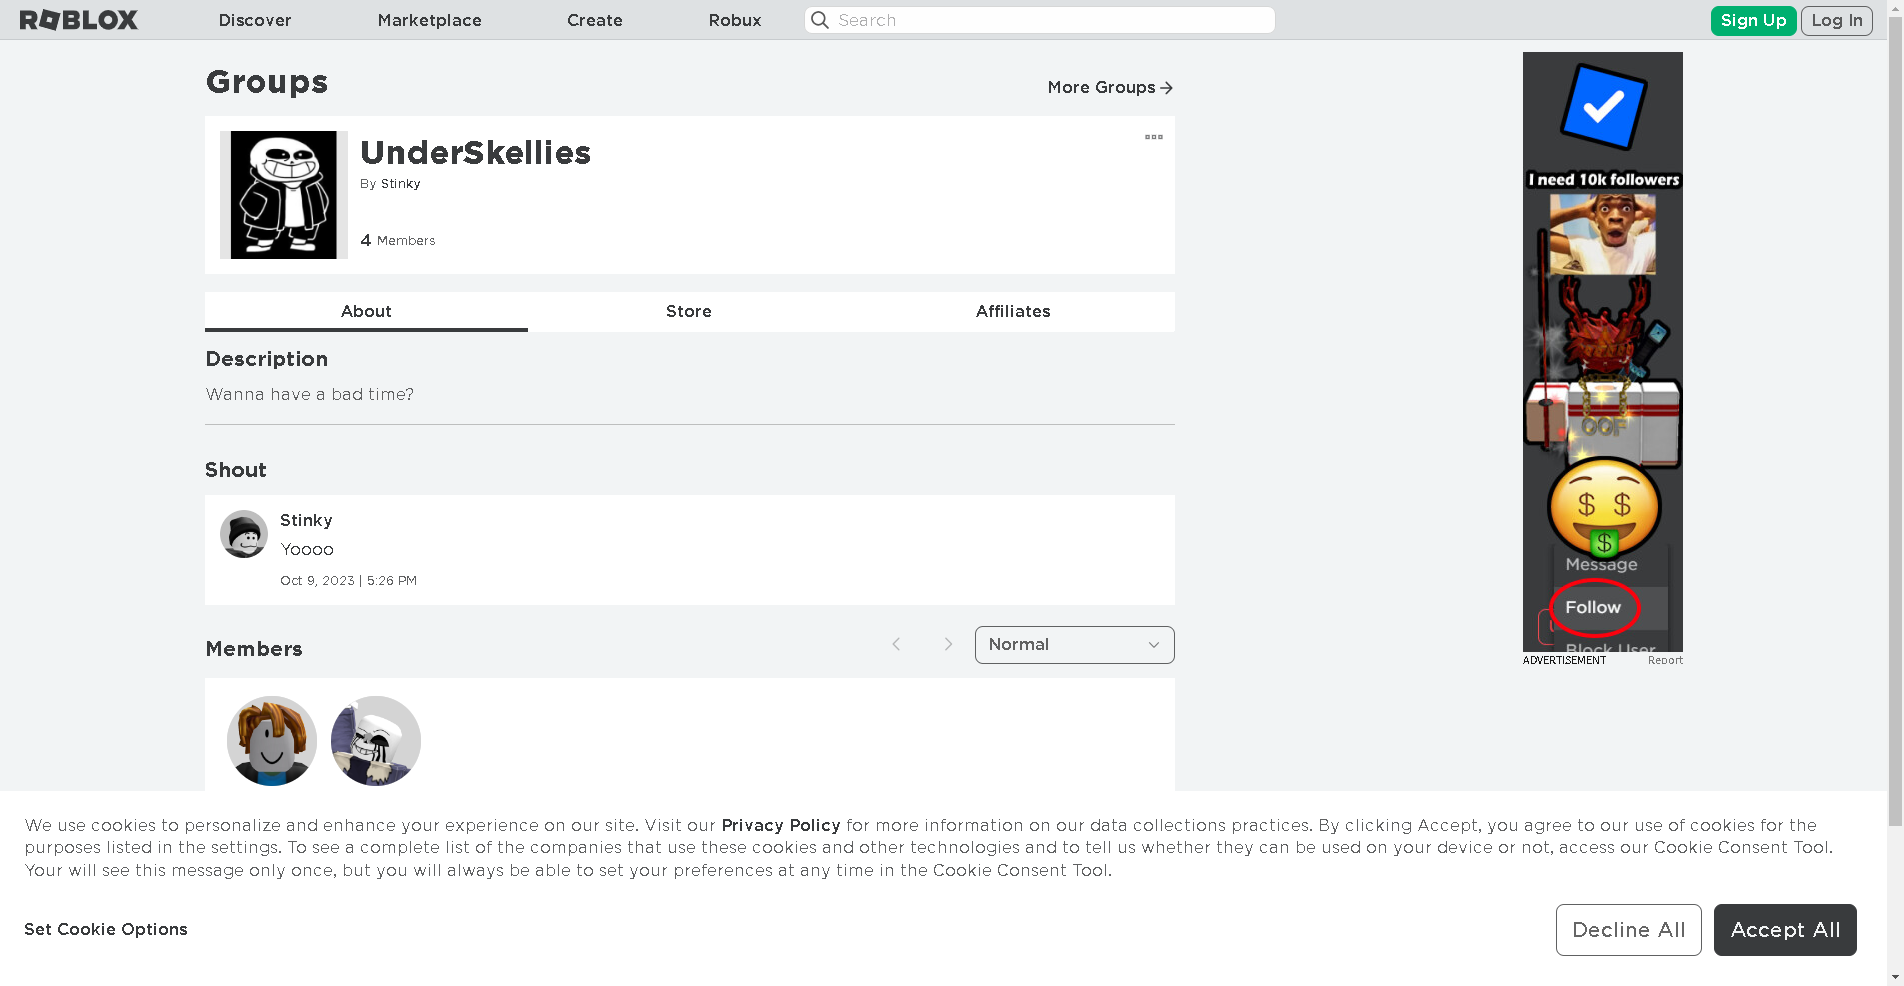 ROBLOX
Discover
Marketplace
Create
Robux
Search
Sign Up
Log In
Groups
More Groups
UnderSkellies
By Stinky
4 Members
About
Store
Affiliates
Description
Wanna have a bad time?
Shout
Stinky
Yoooo
Oct 9, 2023 | 5:26 PM
Members
Normal
I need 10k followers
OOF
Message
Follow
Block User
ADVERTISEMENT
Report
We use cookies to personalize and enhance your experience on our site. Visit our Privacy Policy for more information on our data collections practices. By clicking Accept, you agree to our use of cookies for the
purposes listed in the settings. To see a complete list of the companies that use these cookies and other technologies and to tell us whether they can be used on your device or not, access our Cookie Consent Tool.
Your will see this message only once, but you will always be able to set your preferences at any time in the Cookie Consent Tool.
Set Cookie Options
Decline All
Accept All